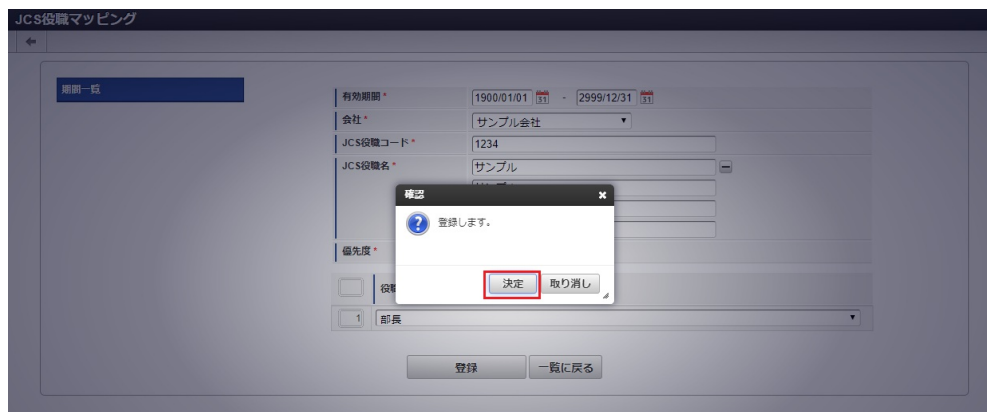 JCS役職マッピング
期間一覧
有効期間 * 1900/01/01 31 - 2999/12/31 31
会社 * サンプル会社
JCS役職コード * 1234
JCS役職名 * サンプル
確認
登録します。
優先度 *
決定 取り消し
役職
1 部長
登録 一覧に戻る